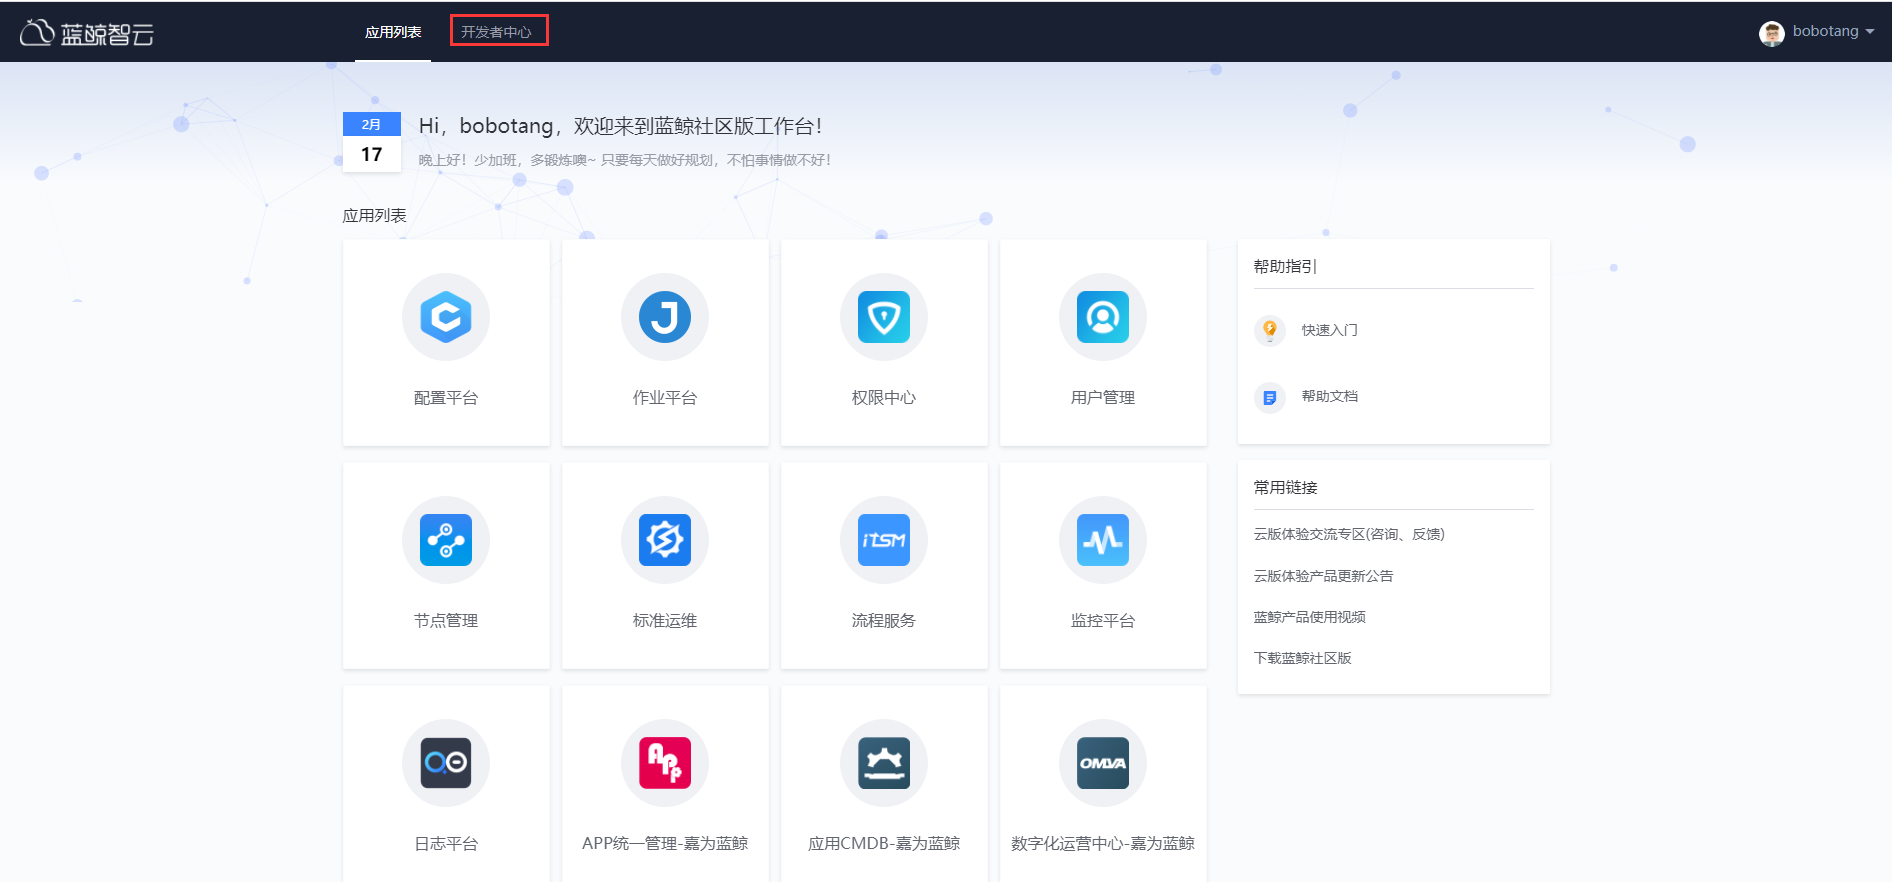 蓝鲸智云
应用列表
开发者中心
bobotang
2月
17
Hi，bobotang，欢迎来到蓝鲸社区版工作台！
晚上好！少加班，多锻炼噢~ 只要每天做好规划，不怕事情做不好！
应用列表
配置平台
作业平台
权限中心
用户管理
节点管理
iTSM
标准运维
流程服务
监控平台
APP
OMVA
日志平台
APP统一管理-嘉为蓝鲸
应用CMDB-嘉为蓝鲸
数字化运营中心-嘉为蓝鲸
帮助指引
快速入门
帮助文档
常用链接
云版体验交流专区(咨询、反馈)
云版体验产品更新公告
蓝鲸产品使用视频
下载蓝鲸社区版